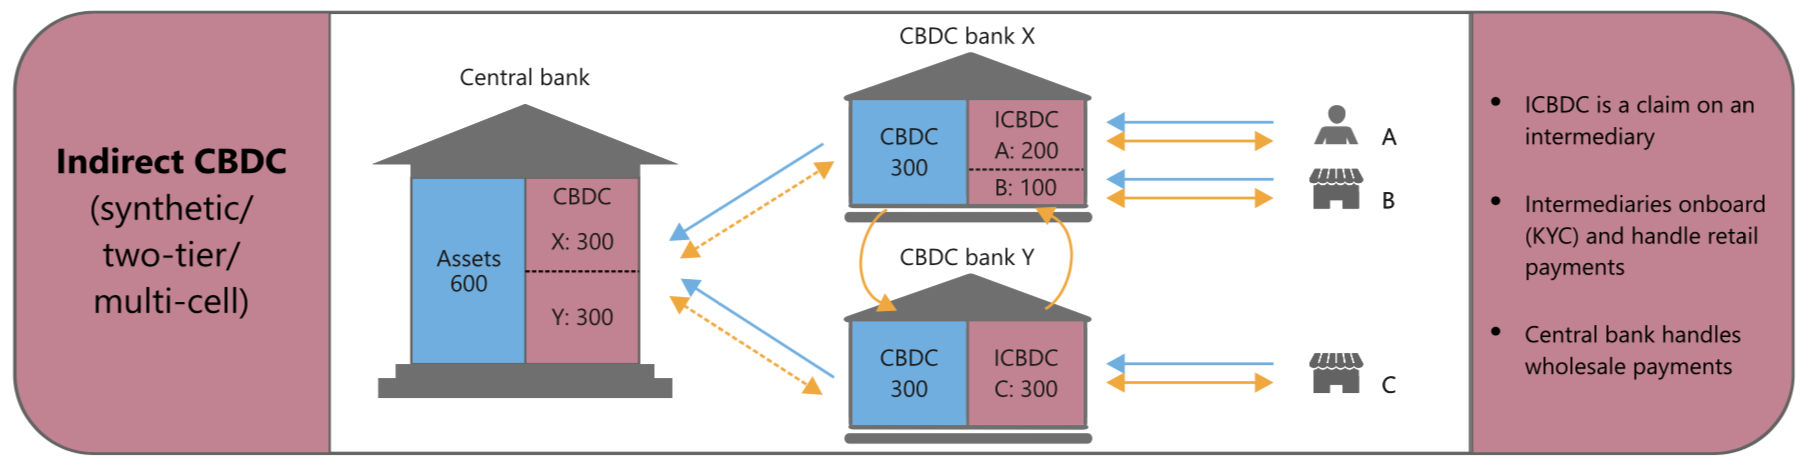 Indirect CBDC
(synthetic/
two-tier/
multi-cell)
Central bank
Assets
600
CBDC
X: 300
Y: 300
CBDC bank X
CBDC
300
ICBDC
A: 200
B: 100
CBDC bank Y
CBDC
300
ICBDC
C: 300
A
B
C
• ICBDC is a claim on an
intermediary
• Intermediaries onboard
(KYC) and handle retail
payments
• Central bank handles
wholesale payments